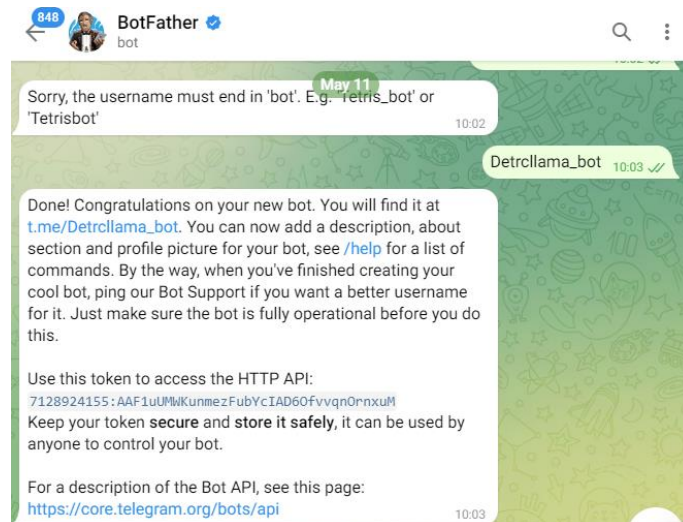 848
BotFather
bot
May 11
Sorry, the username must end in 'bot'. E.g. 'Tetris_bot' or
'Tetrisbot'
10:02
Detrcllama_bot 10:03
Done! Congratulations on your new bot. You will find it at
t.me/Detrcllama_bot. You can now add a description, about
section and profile picture for your bot, see /help for a list of
commands. By the way, when you've finished creating your
cool bot, ping our Bot Support if you want a better username
for it. Just make sure the bot is fully operational before you do
this.
Use this token to access the HTTP API:
7128924155:AAF1uUMWKunmezFubYcIAD6OfvvqnOrnxuM
Keep your token secure and store it safely, it can be used by
anyone to control your bot.
For a description of the Bot API, see this page:
https://core.telegram.org/bots/api
10:03